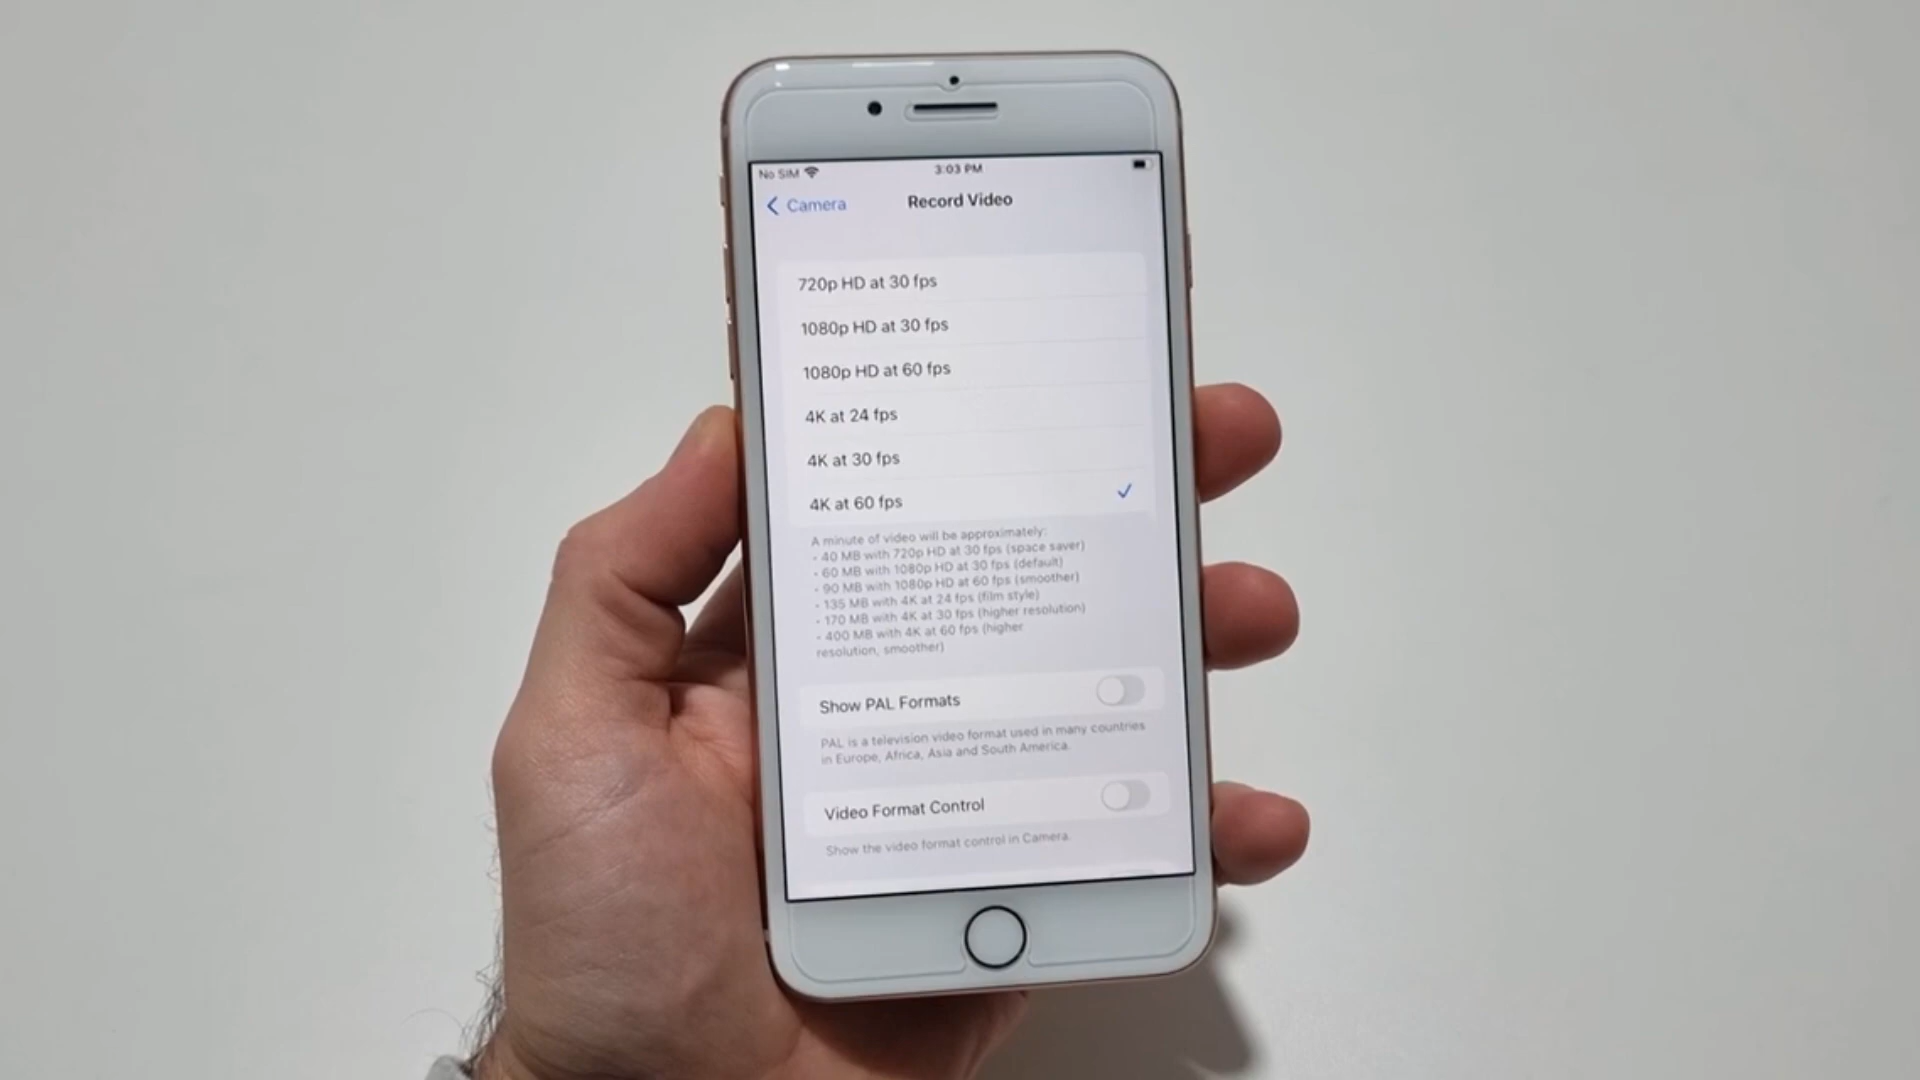 No SIM 3:03 PM
Camera Record Video
720p HD at 30 fps
1080p HD at 30 fps
1080p HD at 60 fps
4K at 24 fps
4K at 30 fps
4K at 60 fps
A minute of video will be approximately:
- 40 MB with 720p HD at 30 fps (space saver)
- 60 MB with 1080p HD at 30 fps (default)
- 90 MB with 1080p HD at 60 fps (smoother)
- 135 MB with 4K at 24 fps (film style)
- 170 MB with 4K at 30 fps (higher resolution)
- 400 MB with 4K at 60 fps (higher
resolution, smoother)
Show PAL Formats
PAL is a television video format used in many countries
in Europe, Africa, Asia and South America.
Video Format Control
Show the video format control in Camera.